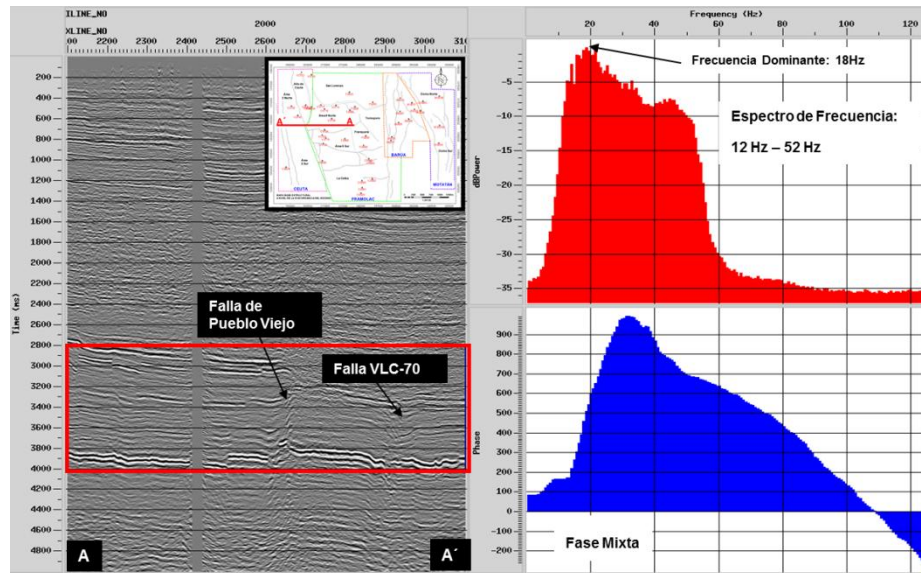 ILINE_NO
2000
XLINE_NO
00 2200 2400 2500 2600 2700 2900 3000 310
Time (ms)
200
400
600
800
1000
1200
1400
1600
1800
2000
2200
2400
2600
2800
3000
3200
3400
3600
3800
4000
4200
4400
4600
4800
Falla de
Pueblo Viejo
Falla VLC-70
A
A´
CEUTA
FRAMOLAC
BARUA
MOTATAN
Frequency (Hz)
20 40 60 80 100 120
dBPower
-5
-10
-15
-20
-25
-30
-35
Frecuencia Dominante: 18Hz
Espectro de Frecuencia:
12 Hz – 52 Hz
Phase
900
800
700
600
500
400
300
200
100
0
-100
-200
Fase Mixta